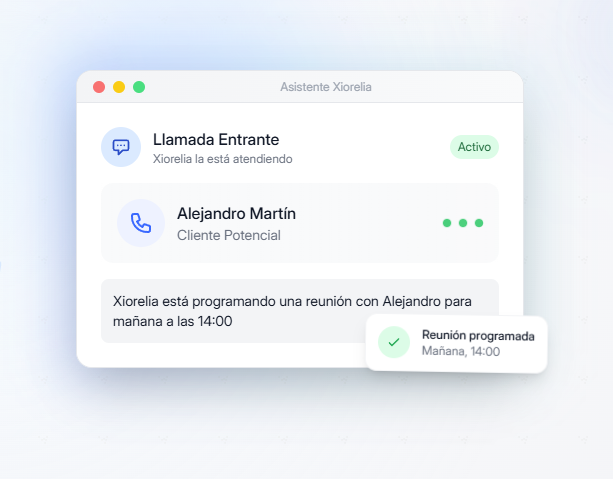 Asistente Xiorelia
Llamada Entrante
Xiorelia la está atendiendo
Activo
Alejandro Martín
Cliente Potencial
Xiorelia está programando una reunión con Alejandro para
mañana a las 14:00
Reunión programada
Mañana, 14:00